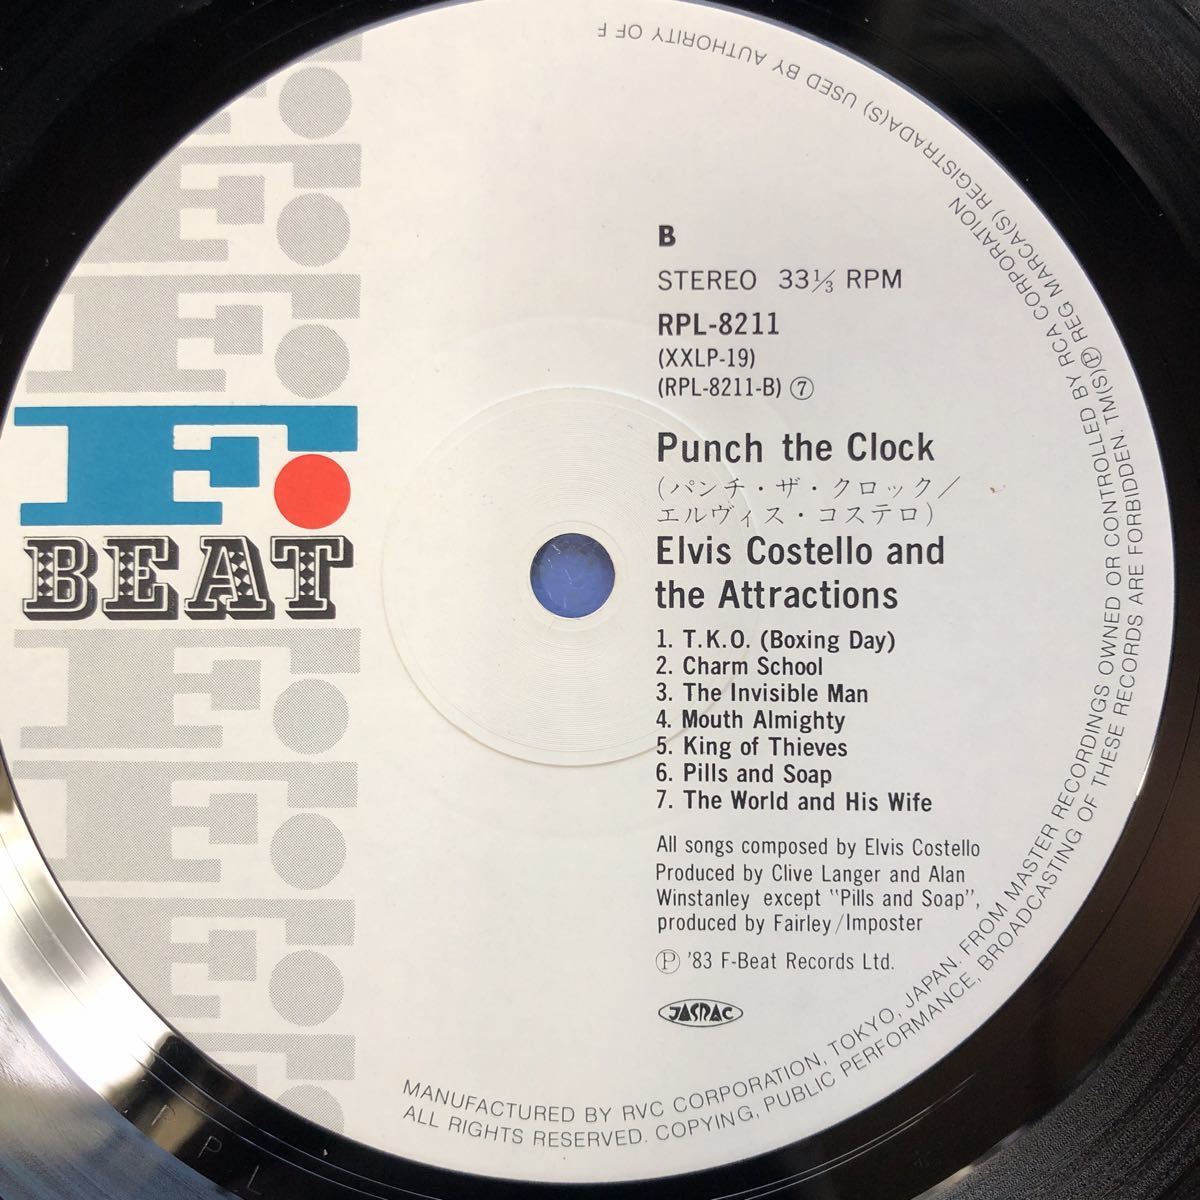 F.
BEAT
B
STEREO 33⅓ RPM
RPL-8211
(XXLP-19)
(RPL-8211-B) ⑦
Punch the Clock
(パンチ・ザ・クロック/
エルヴィス・コステロ)
Elvis Costello and
the Attractions
1. T.K.O. (Boxing Day)
2. Charm School
3. The Invisible Man
4. Mouth Almighty
5. King of Thieves
6. Pills and Soap
7. The World and His Wife
All songs composed by Elvis Costello
Produced by Clive Langer and Alan
Winstanley except "Pills and Soap",
produced by Fairley/Imposter
Ⓟ '83 F-Beat Records Ltd.
JASRAC
MANUFACTURED BY RVC CORPORATION, TOKYO, JAPAN. FROM MASTER RECORDINGS OWNED OR CONTROLLED BY RCA CORPORATION
ALL RIGHTS RESERVED. COPYING, PUBLIC PERFORMANCE, BROADCASTING OF THESE RECORDS ARE FORBIDDEN. TM(S)Ⓟ REG MARCA(S) REGISTRADA(S) USED BY AUTHORITY OF F